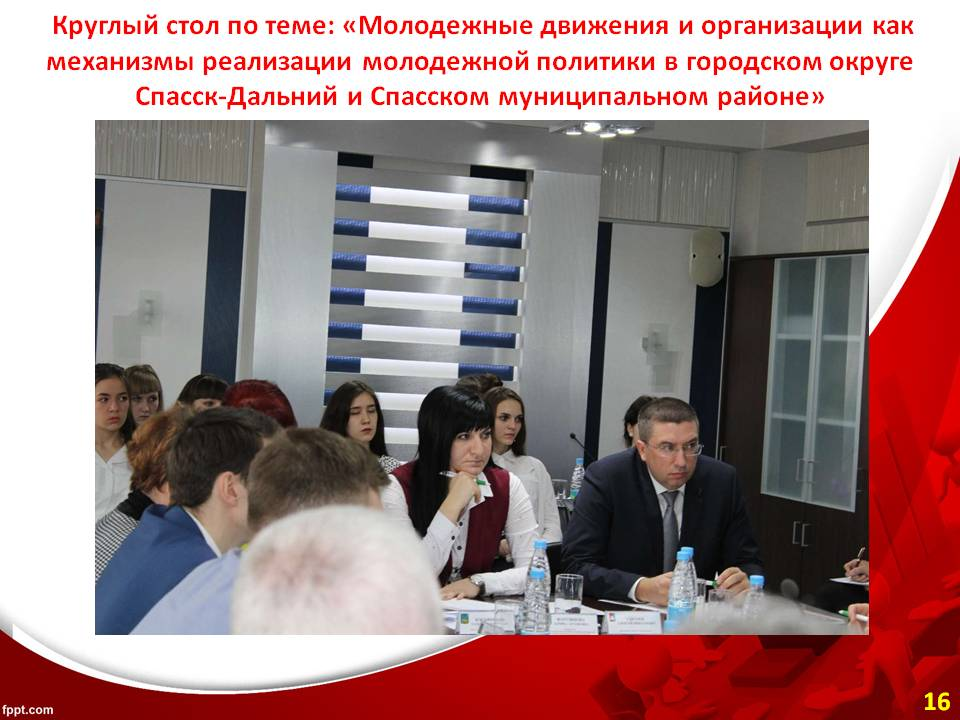 Круглый стол по теме: «Молодежные движения и организации как
механизмы реализации молодежной политики в городском округе
Спасск-Дальний и Спасском муниципальном районе»
fppt.com
16